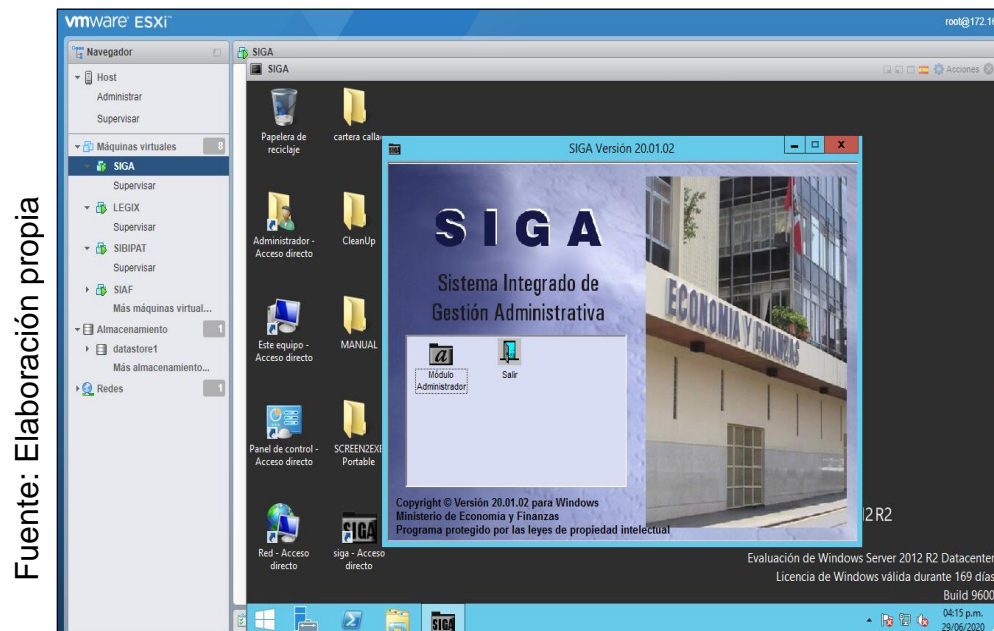 Fuente: Elaboración propia
vmware ESXi™
root@172.16
Navegador
Host
Administrar
Supervisar
Máquinas virtuales 8
SIGA
Supervisar
LEGIX
Supervisar
SIBIPAT
Supervisar
SIAF
Más máquinas virtual...
Almacenamiento 1
datastore1
Más almacenamiento...
Redes 1
SIGA
SIGA
Acciones
Papelera de
reciclaje
cartera calla
Administrador -
Acceso directo
CleanUp
Este equipo -
Acceso directo
MANUAL
Panel de control -
Acceso directo
SCREEN2EXE
Portable
Red - Acceso
directo
SIGA
siga - Acceso
directo
SIGA Versión 20.01.02
SIGA
Sistema Integrado de
Gestión Administrativa
Módulo
Administrador
Salir
ECONOMIA Y FINANZAS
Copyright © Versión 20.01.02 para Windows
Ministerio de Economía y Finanzas
Programa protegido por las leyes de propiedad intelectual
2 R2
Evaluación de Windows Server 2012 R2 Datacenter
Licencia de Windows válida durante 169 días
Build 9600
SIGA
04:15 p.m.
29/06/2020